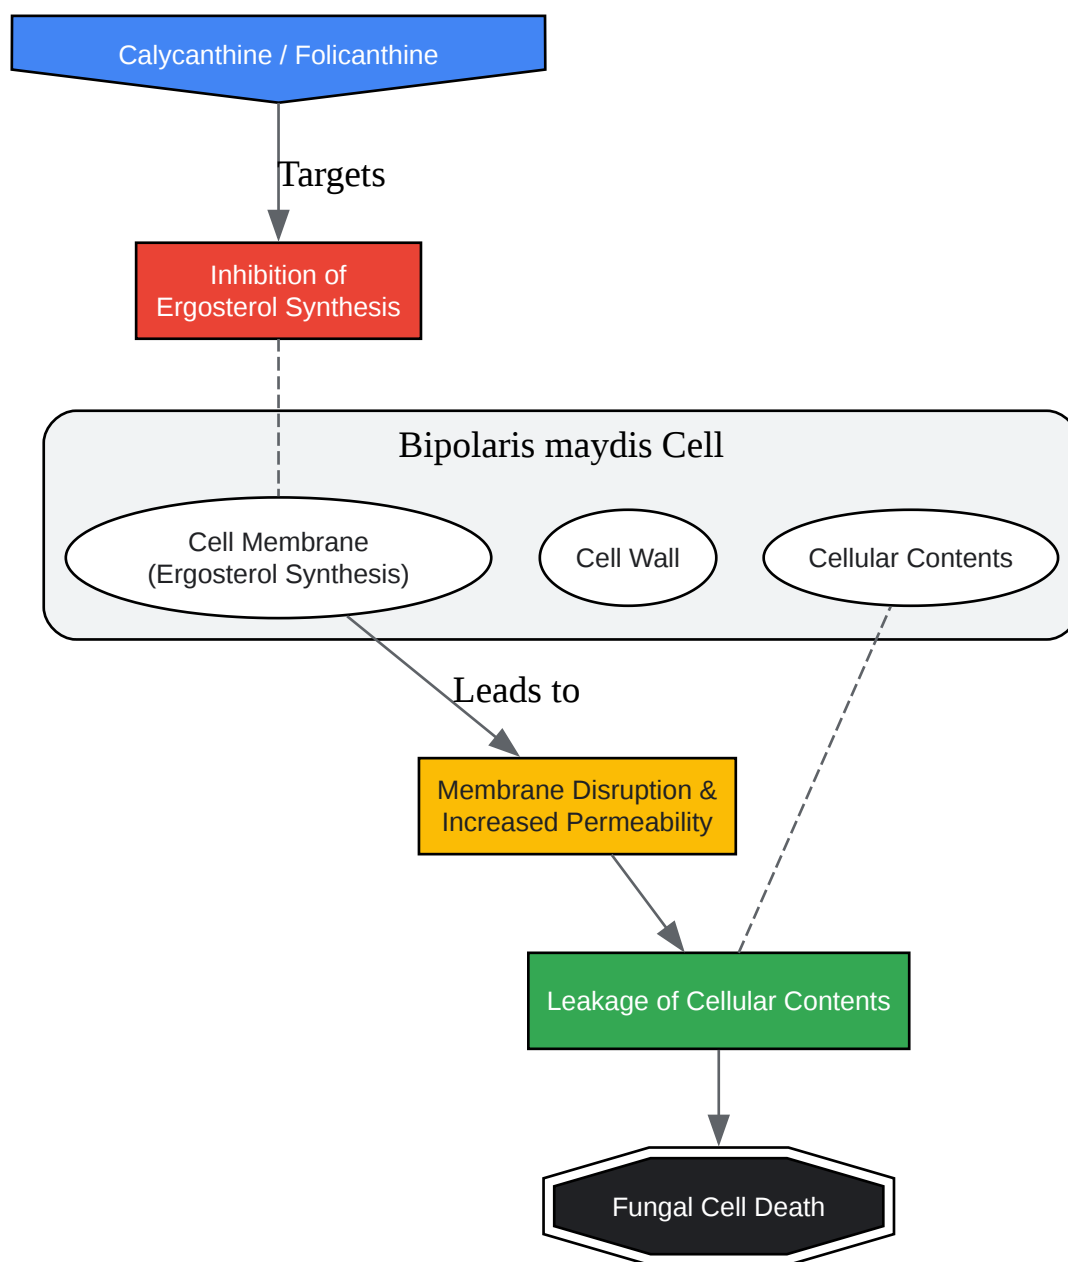 Calycanthine / Folicanthine
Targets
Inhibition of
Ergosterol Synthesis
Bipolaris maydis Cell
Cell Membrane
(Ergosterol Synthesis)
Cell Wall
Cellular Contents
Leads to
Membrane Disruption &
Increased Permeability
Leakage of Cellular Contents
Fungal Cell Death